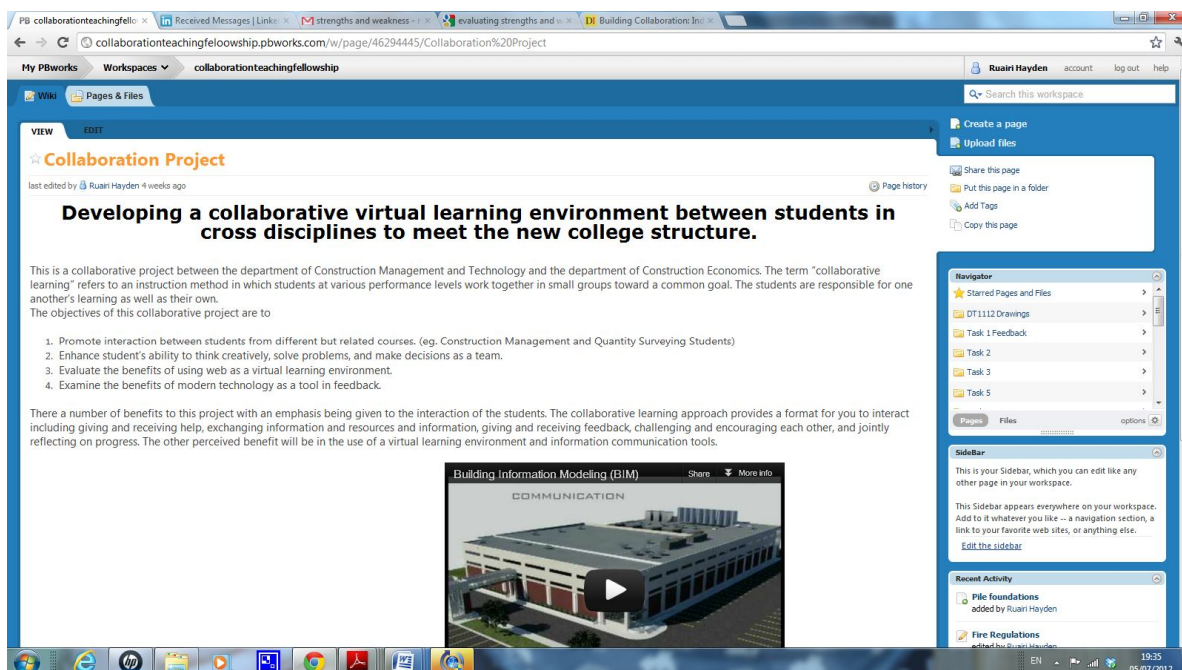 PB collaborationteachingfello
Received Messages | Linke
strengths and weakness - r
evaluating strengths and w
DI Building Collaboration: Ind
collaborationteachingfeloowship.pbworks.com/w/page/46294445/Collaboration%20Project
My PBworks Workspaces collaborationteachingfellowship
Ruairi Hayden account log out help
Wiki Pages & Files
Search this workspace
VIEW EDIT
Collaboration Project
last edited by Ruairi Hayden 4 weeks ago
Page history
Developing a collaborative virtual learning environment between students in
cross disciplines to meet the new college structure.
This is a collaborative project between the department of Construction Management and Technology and the department of Construction Economics. The term "collaborative
learning" refers to an instruction method in which students at various performance levels work together in small groups toward a common goal. The students are responsible for one
another's learning as well as their own.
The objectives of this collaborative project are to
1. Promote interaction between students from different but related courses. (eg. Construction Management and Quantity Surveying Students)
2. Enhance student's ability to think creatively, solve problems, and make decisions as a team.
3. Evaluate the benefits of using web as a virtual learning environment.
4. Examine the benefits of modern technology as a tool in feedback.
There a number of benefits to this project with an emphasis being given to the interaction of the students. The collaborative learning approach provides a format for you to interact
including giving and receiving help, exchanging information and resources and information, giving and receiving feedback, challenging and encouraging each other, and jointly
reflecting on progress. The other perceived benefit will be in the use of a virtual learning environment and information communication tools.
Building Information Modeling (BIM) Share More info
COMMUNICATION
Create a page
Upload files
Share this page
Put this page in a folder
Add Tags
Copy this page
Navigator
Starred Pages and Files
DT1112 Drawings
Task 1 Feedback
Task 2
Task 3
Task 5
Pages Files options
SideBar
This is your Sidebar, which you can edit like any
other page in your workspace.
This Sidebar appears everywhere on your workspace.
Add to it whatever you like -- a navigation section, a
link to your favorite web sites, or anything else.
Edit the sidebar
Recent Activity
Pile foundations
added by Ruairi Hayden
Fire Regulations
edited by Ruairi Hayden
EN 19:35
05/07/2012